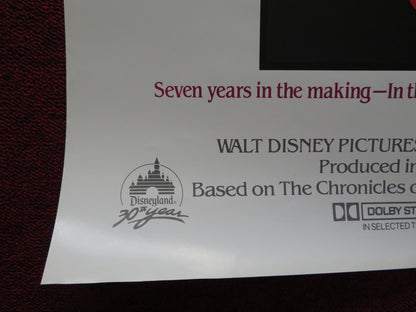 Seven years in the making—In th
WALT DISNEY PICTURES
Produced in
Based on The Chronicles o
Disneyland
30th year
DOLBY ST
IN SELECTED T